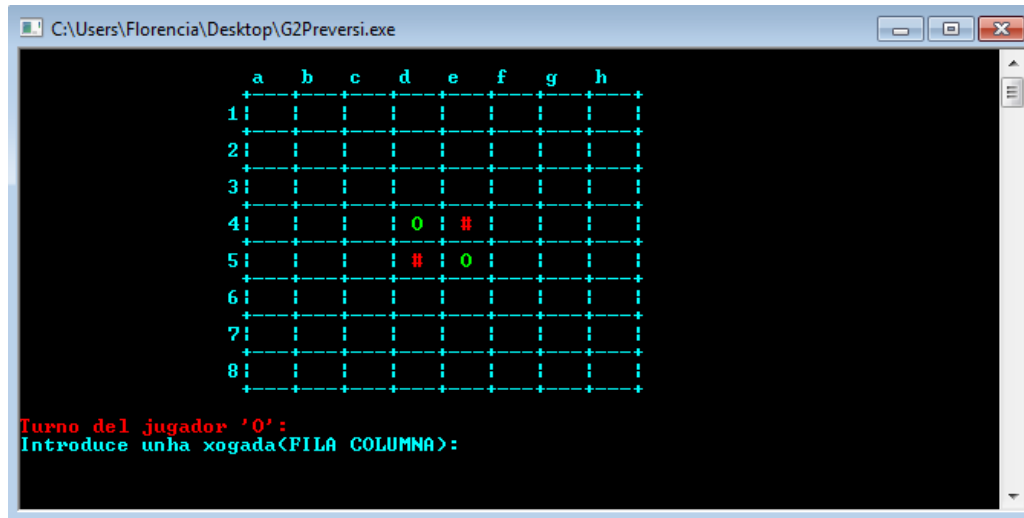 C:\Users\Florencia\Desktop\G2Preversi.exe
a b c d e f g h
1
2
3
4 O #
5 # O
6
7
8
Turno del jugador 'O':
Introduce unha xogada(FILA COLUMNA):